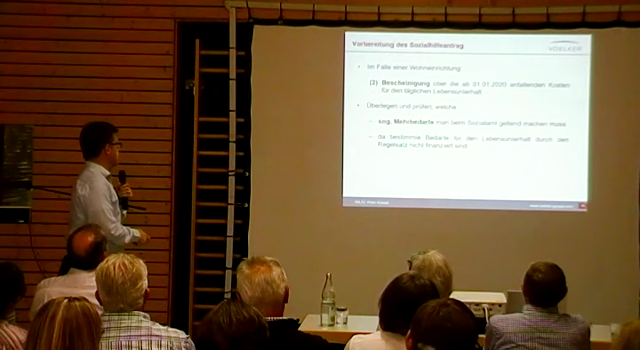 Vorbereitung des Sozialhilfeantrag
VOELKER
• Im Falle einer Wohneinrichtung:
(2) Bescheinigung über die ab 01.01.2020 anfallenden Kosten
für den täglichen Lebensunterhalt
• Überlegen und prüfen, welche
– sog. Mehrbedarfe man beim Sozialamt geltend machen muss
– da bestimmte Bedarfe für den Lebensunterhalt durch den
Regelsatz nicht finanziert sind